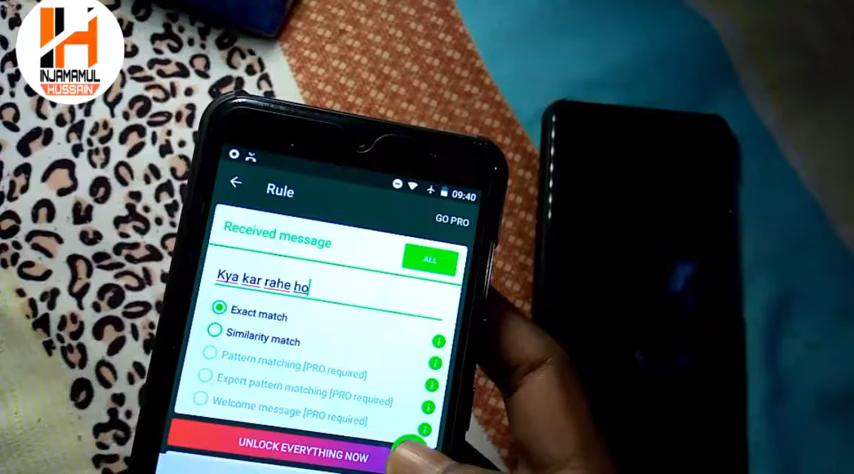 INJAMAMUL
HUSSAIN
09:40
Rule
GO PRO
Received message
ALL
Kya kar rahe ho
Exact match
Similarity match
Pattern matching [PRO required]
Expert pattern matching [PRO required]
Welcome message [PRO required]
UNLOCK EVERYTHING NOW